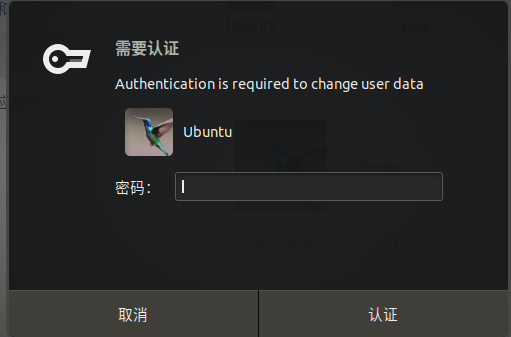 需要认证
Authentication is required to change user data
Ubuntu
密码：
取消
认证